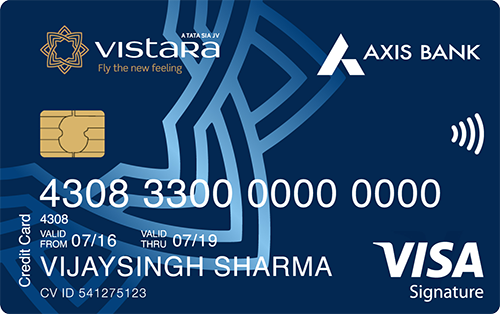 A TATA SIA JV
VISTARA
Fly the new feeling
AXIS BANK
4308 3300 0000 0000
4308
VALID FROM 07/16 VALID THRU 07/19
VIJAYSINGH SHARMA
CV ID 541275123
Credit Card
VISA
Signature